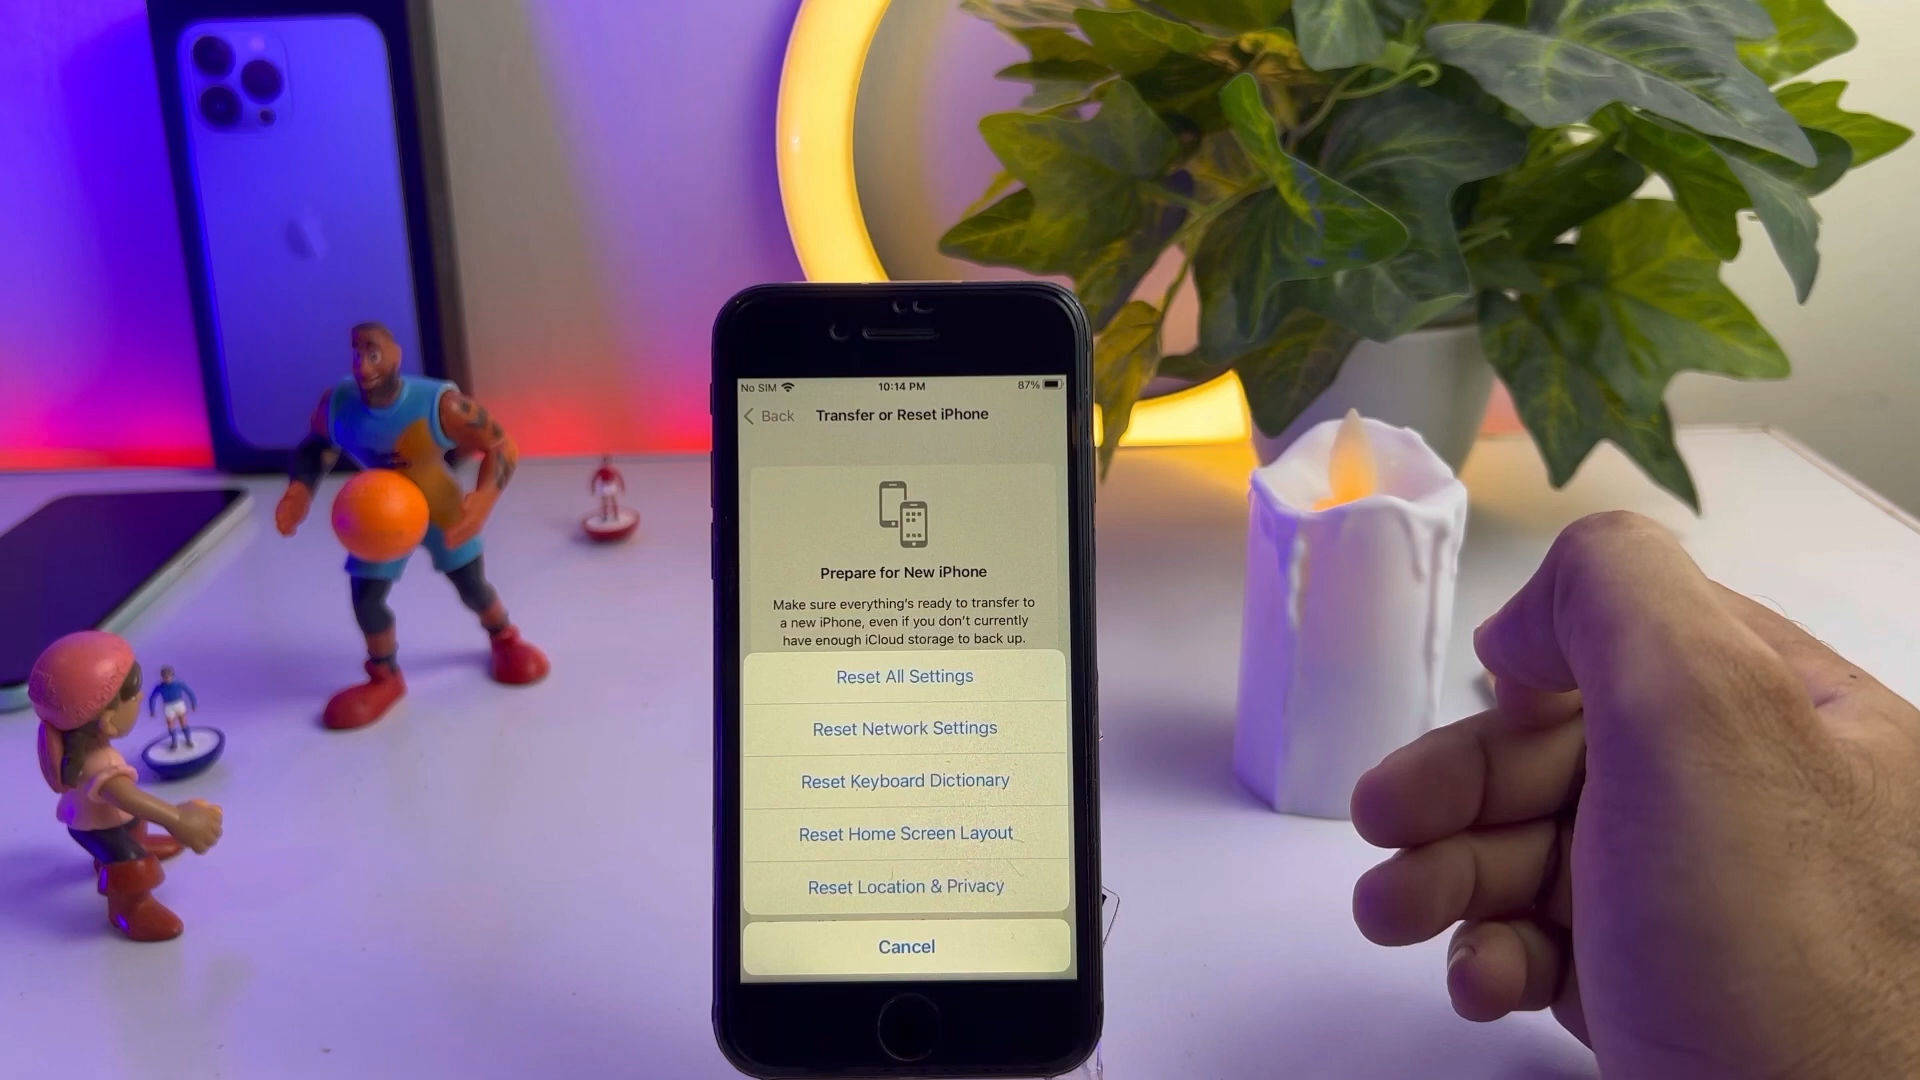 No SIM 10:14 PM 87%
Back Transfer or Reset iPhone
Prepare for New iPhone
Make sure everything's ready to transfer to
a new iPhone, even if you don't currently
have enough iCloud storage to back up.
Reset All Settings
Reset Network Settings
Reset Keyboard Dictionary
Reset Home Screen Layout
Reset Location & Privacy
Cancel